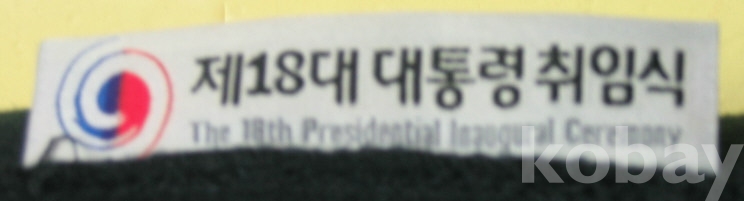 제18대 대통령 취임식
The 18th Presidential Inaugural Ceremony
kobay